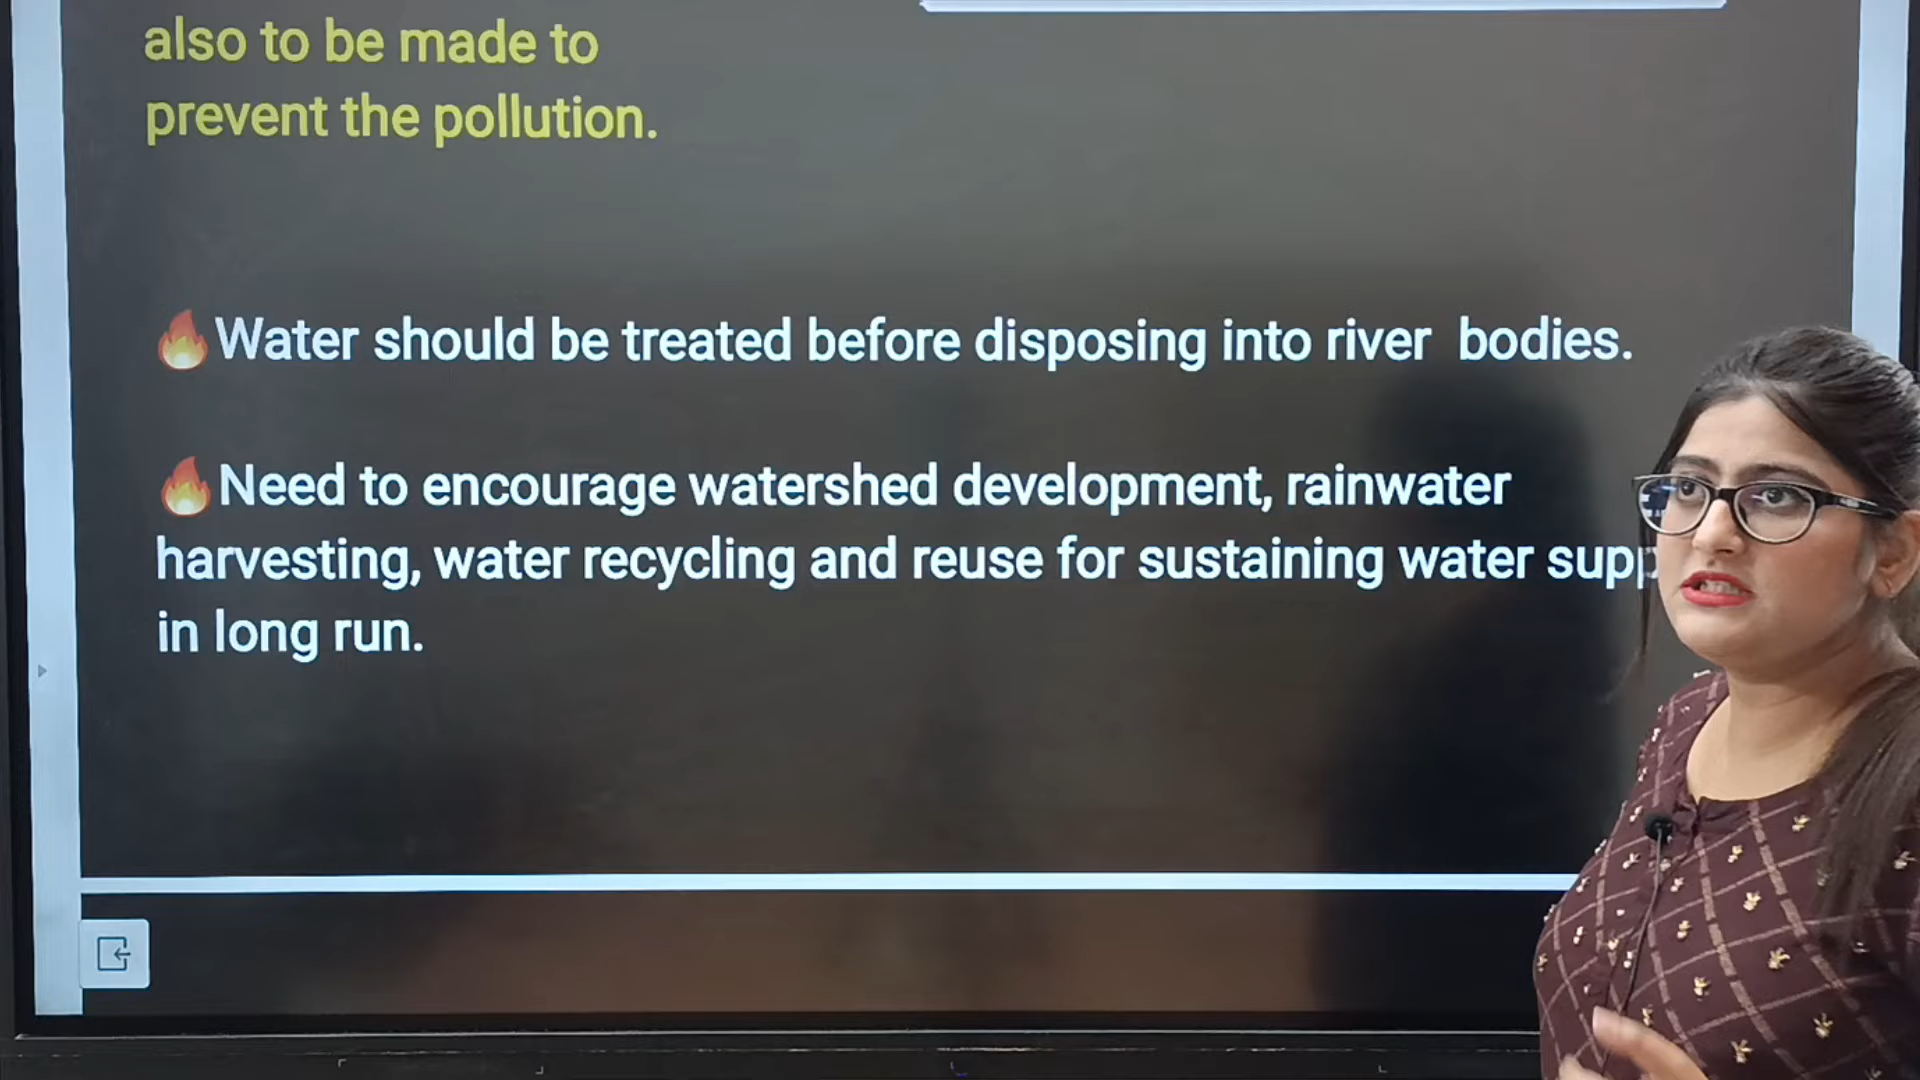 also to be made to
prevent the pollution.
🔥Water should be treated before disposing into river bodies.
🔥Need to encourage watershed development, rainwater
harvesting, water recycling and reuse for sustaining water
in long run.